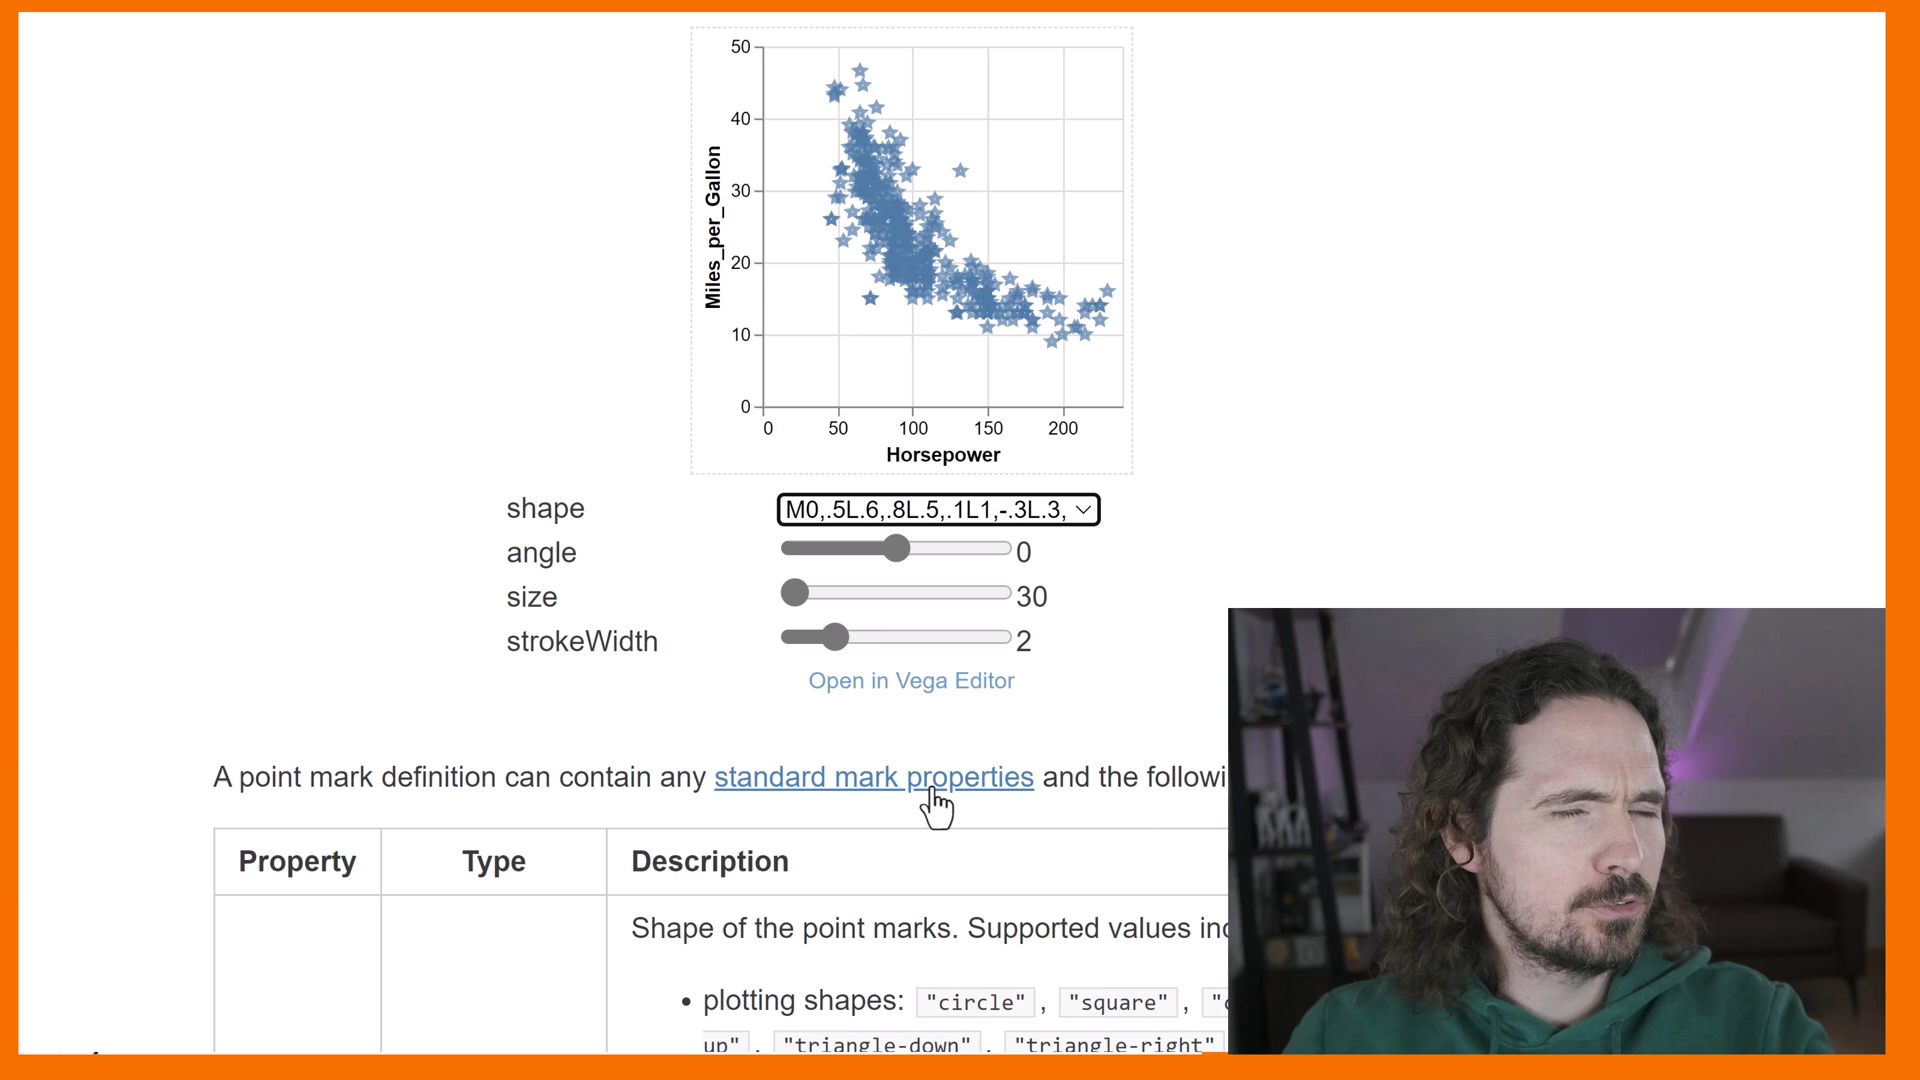 50
40
30
20
10
0
Miles_per_Gallon
0 50 100 150 200
Horsepower
shape M0,.5L.6,.8L.5,.1L1,-.3L.3,
angle 0
size 30
strokeWidth 2
Open in Vega Editor
A point mark definition can contain any standard mark properties and the followi
Property Type Description
Shape of the point marks. Supported values inc
• plotting shapes: "circle", "square", "c
up", "triangle-down", "triangle-right"